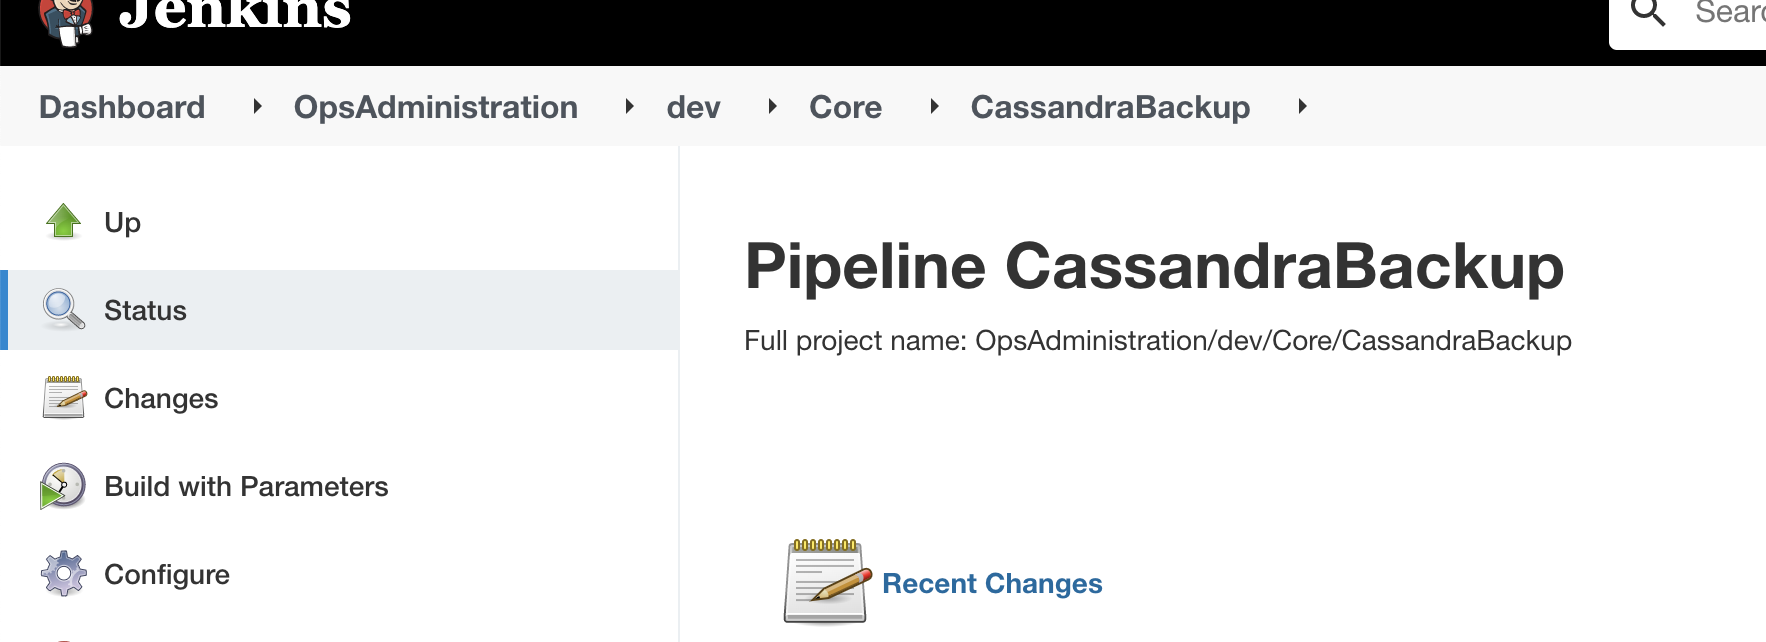 Jenkins
Dashboard OpsAdministration dev Core CassandraBackup
Up
Status
Changes
Build with Parameters
Configure
Pipeline CassandraBackup
Full project name: OpsAdministration/dev/Core/CassandraBackup
Recent Changes